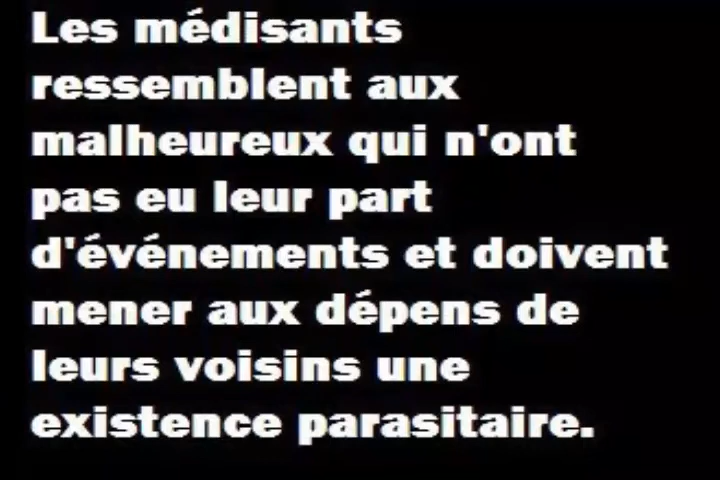 Les médisants
ressemblent aux
malheureux qui n'ont
pas eu leur part
d'événements et doivent
mener aux dépens de
leurs voisins une
existence parasitaire.